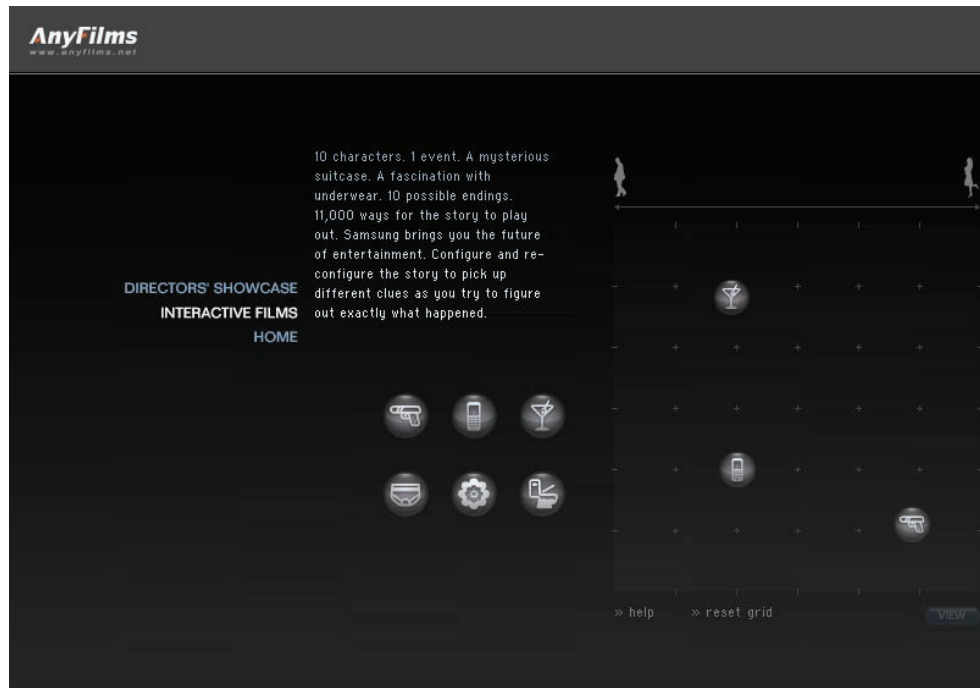 AnyFilms
www.anyfilms.net
10 characters. 1 event. A mysterious
suitcase. A fascination with
underwear. 10 possible endings.
11,000 ways for the story to play
out. Samsung brings you the future
of entertainment. Configure and re-
configure the story to pick up
different clues as you try to figure
out exactly what happened.
DIRECTORS' SHOWCASE
INTERACTIVE FILMS
HOME
» help
» reset grid
VIEW